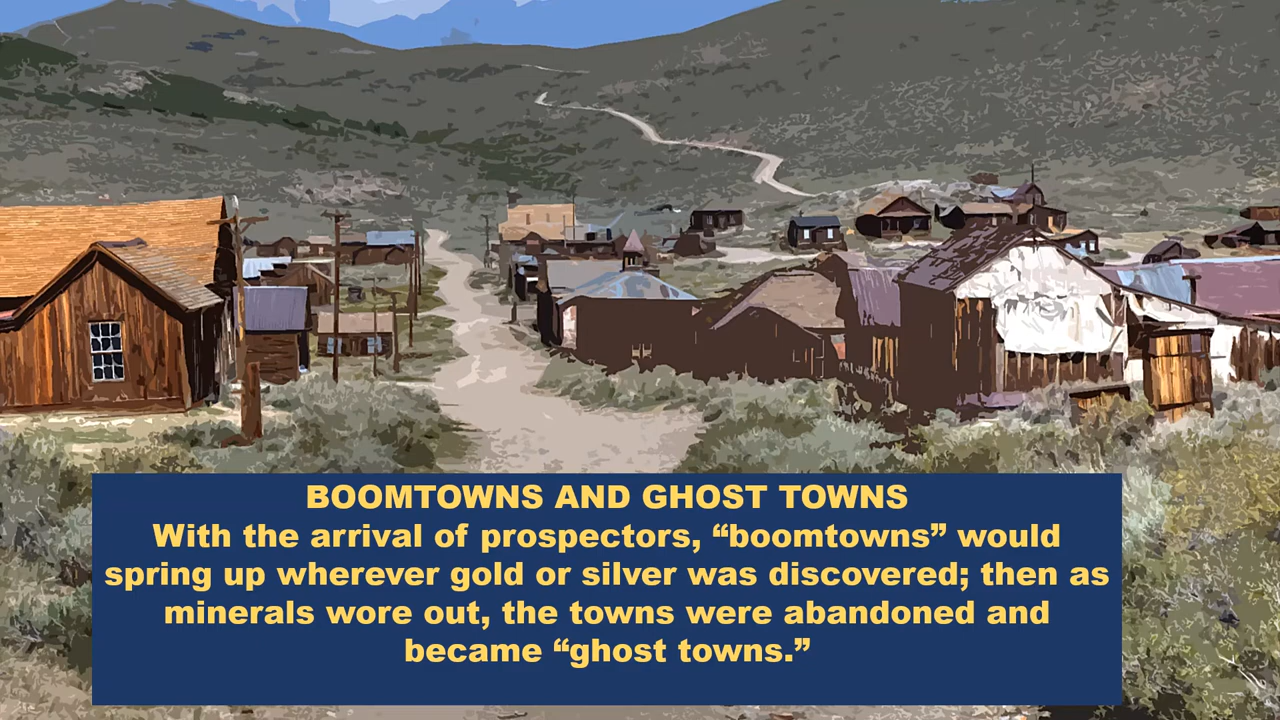 BOOMTOWNS AND GHOST TOWNS
With the arrival of prospectors, “boomtowns” would
spring up wherever gold or silver was discovered; then as
minerals wore out, the towns were abandoned and
became “ghost towns.”